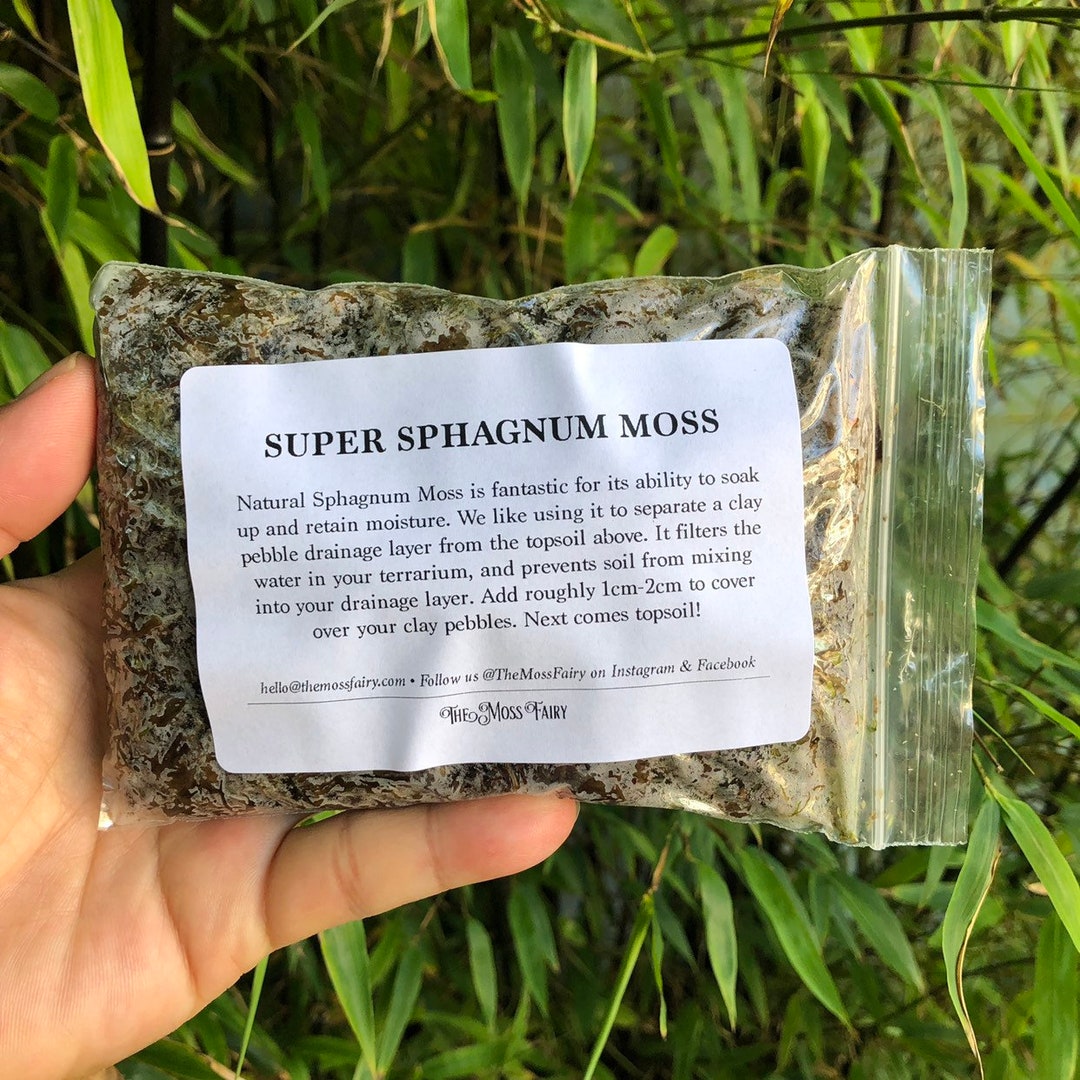 SUPER SPHAGNUM MOSS
Natural Sphagnum Moss is fantastic for its ability to soak
up and retain moisture. We like using it to separate a clay
pebble drainage layer from the topsoil above. It filters the
water in your terrarium, and prevents soil from mixing
into your drainage layer. Add roughly 1cm-2cm to cover
over your clay pebbles. Next comes topsoil!
hello@themossfairy.com • Follow us @TheMossFairy on Instagram & Facebook
THE MOSS FAIRY